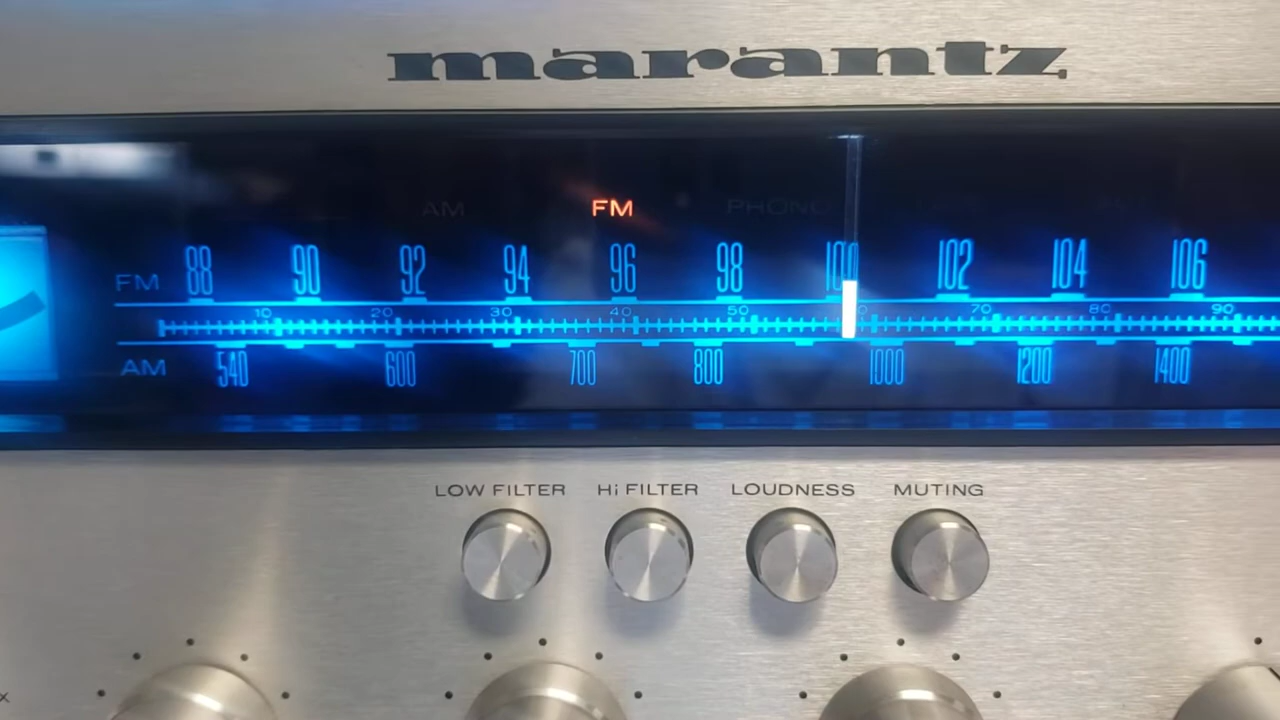 marantz
AM FM PHONO
FM 88 90 92 94 96 98 100 102 104 106
10 20 30 40 50 70 80 90
AM 540 600 700 800 1000 1200 1400
LOW FILTER Hi FILTER LOUDNESS MUTING